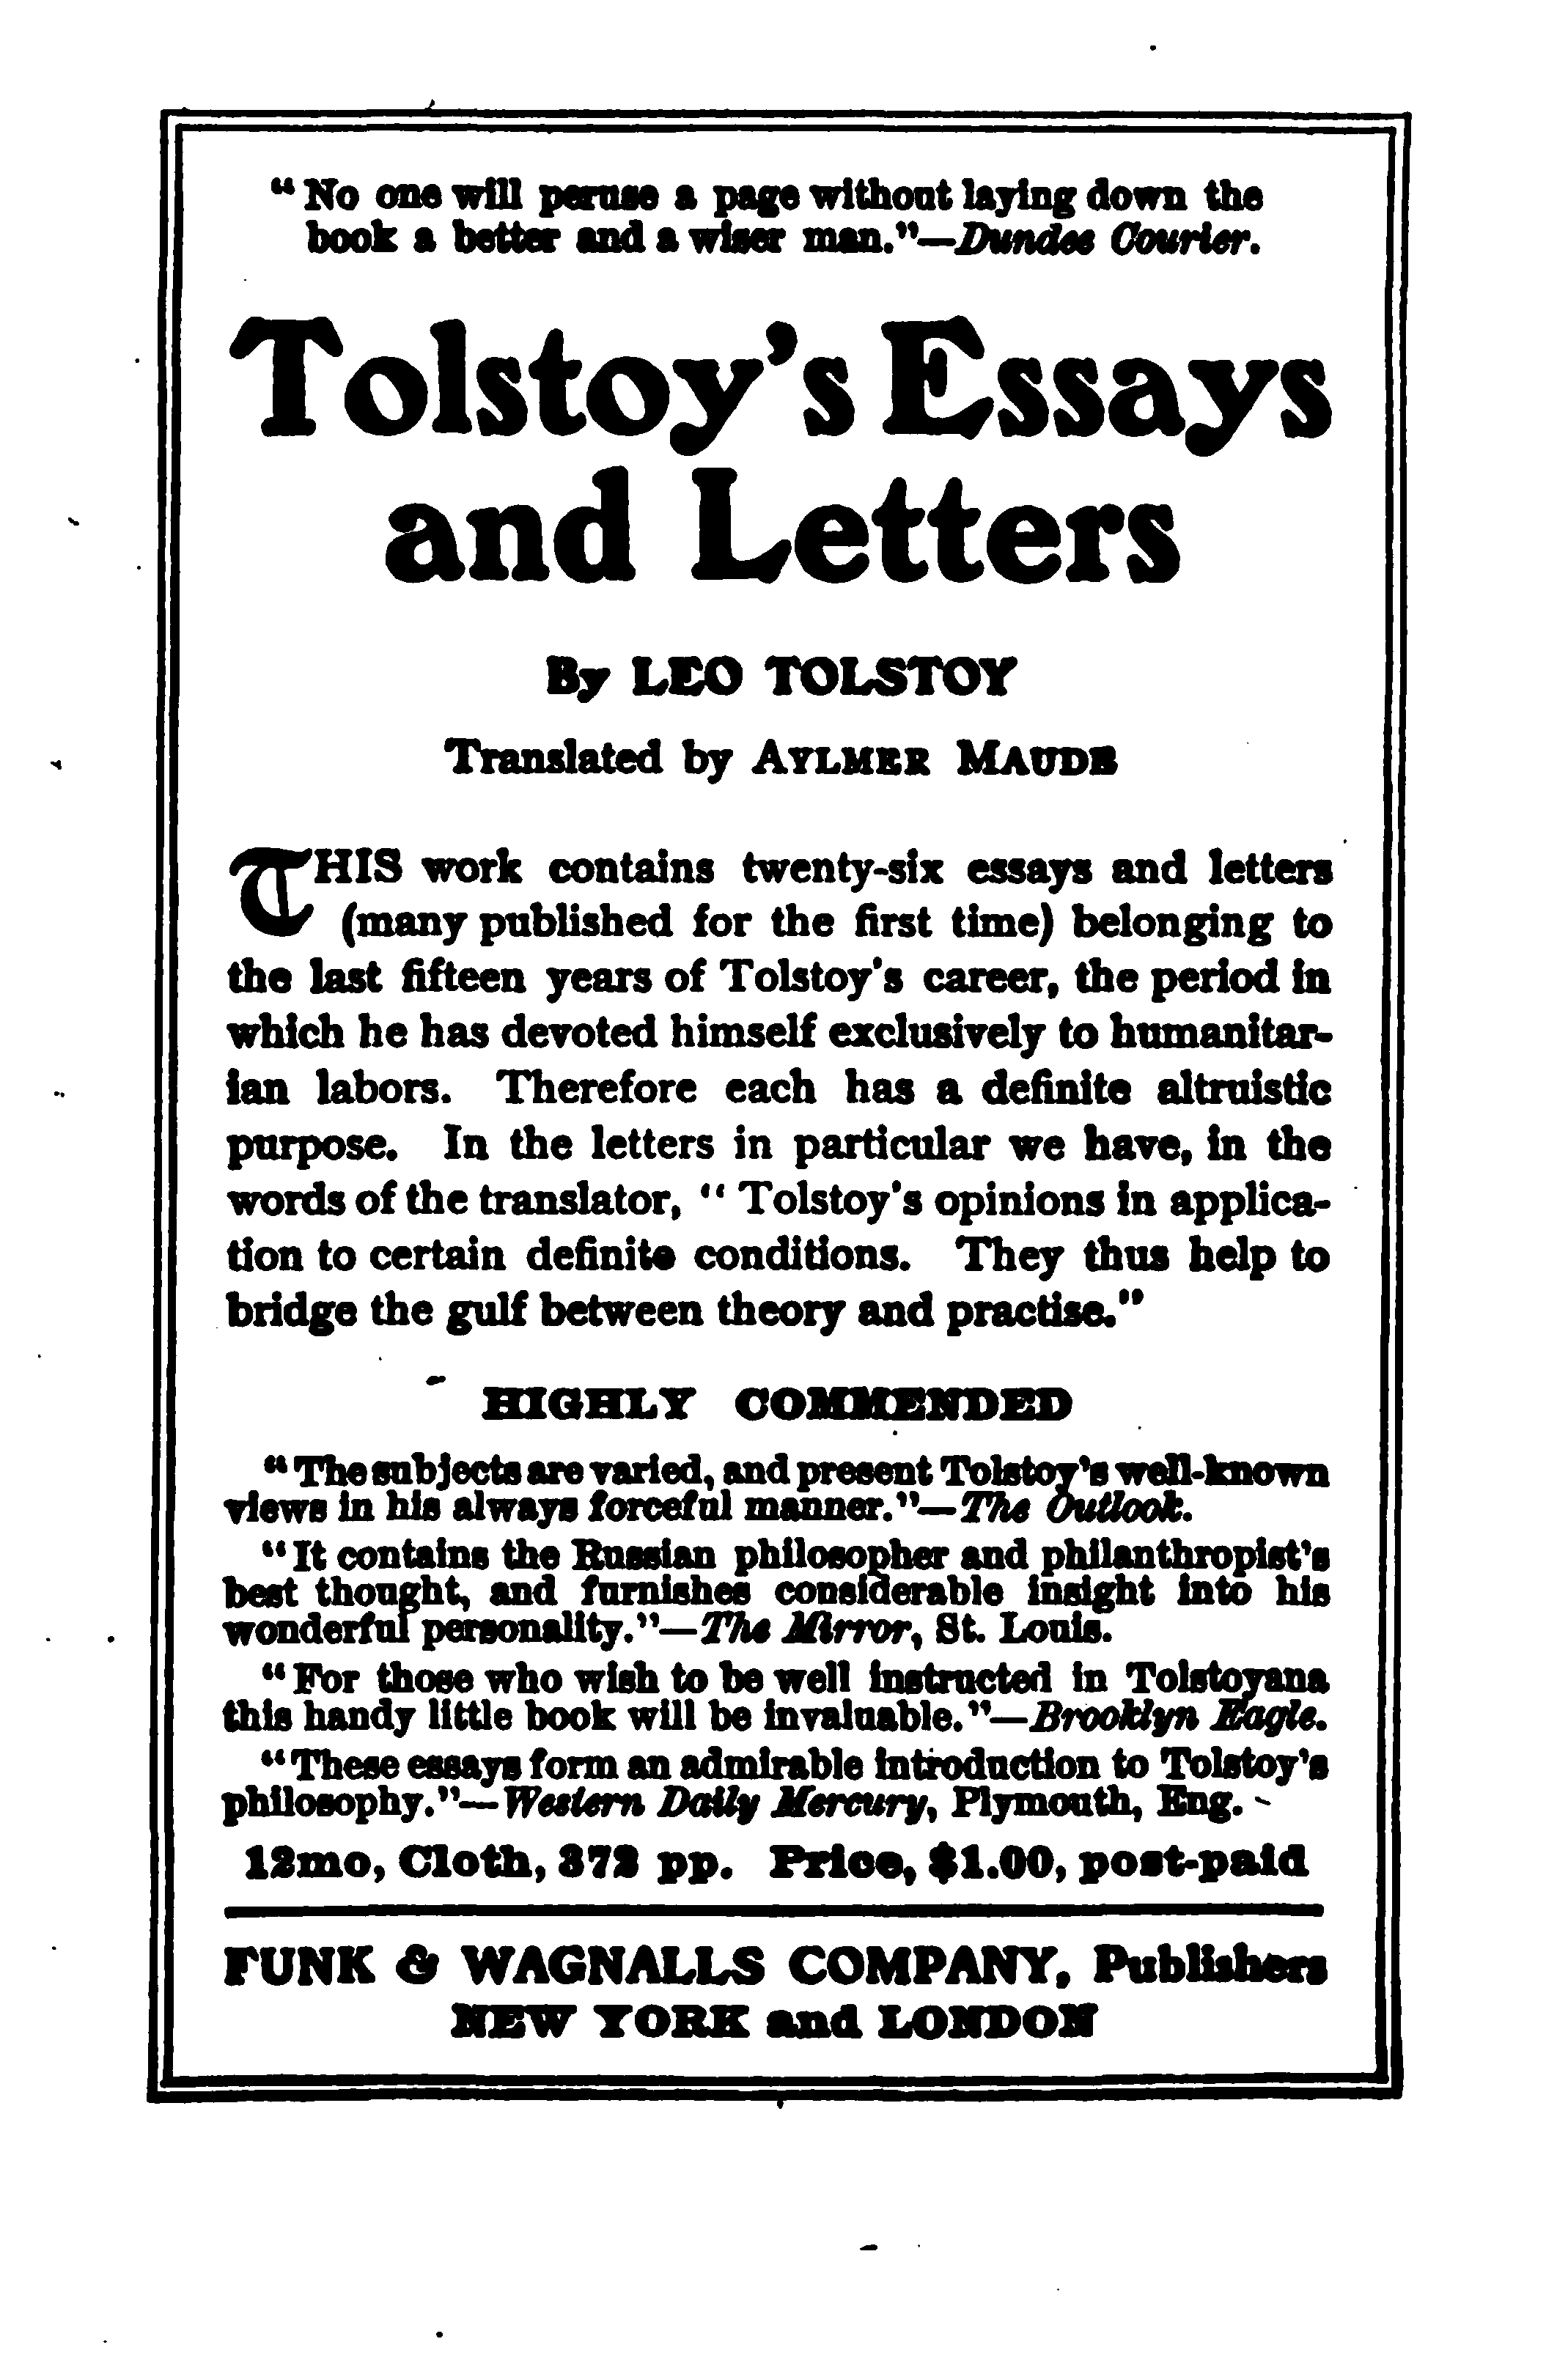 “ No one will peruse a page without laying down the
book a better and a wiser man.”—Dundee Courier.
Tolstoy’s Essays
and Letters
By LEO TOLSTOY
Translated by AYLMER MAUDE
THIS work contains twenty-six essays and letters
(many published for the first time) belonging to
the last fifteen years of Tolstoy’s career, the period in
which he has devoted himself exclusively to humanitar-
ian labors. Therefore each has a definite altruistic
purpose. In the letters in particular we have, in the
words of the translator, “ Tolstoy’s opinions in applica-
tion to certain definite conditions. They thus help to
bridge the gulf between theory and practise.”
HIGHLY COMMENDED
“ The subjects are varied, and present Tolstoy’s well-known
views in his always forceful manner.”—The Outlook.
“ It contains the Russian philosopher and philanthropist’s
best thought, and furnishes considerable insight into his
wonderful personality.”—The Mirror, St. Louis.
“ For those who wish to be well instructed in Tolstoyana
this handy little book will be invaluable.”—Brooklyn Eagle.
“ These essays form an admirable introduction to Tolstoy’s
philosophy.”—Western Daily Mercury, Plymouth, Eng.
12mo, Cloth, 372 pp. Price, $1.00, post-paid
FUNK & WAGNALLS COMPANY, Publishers
NEW YORK and LONDON